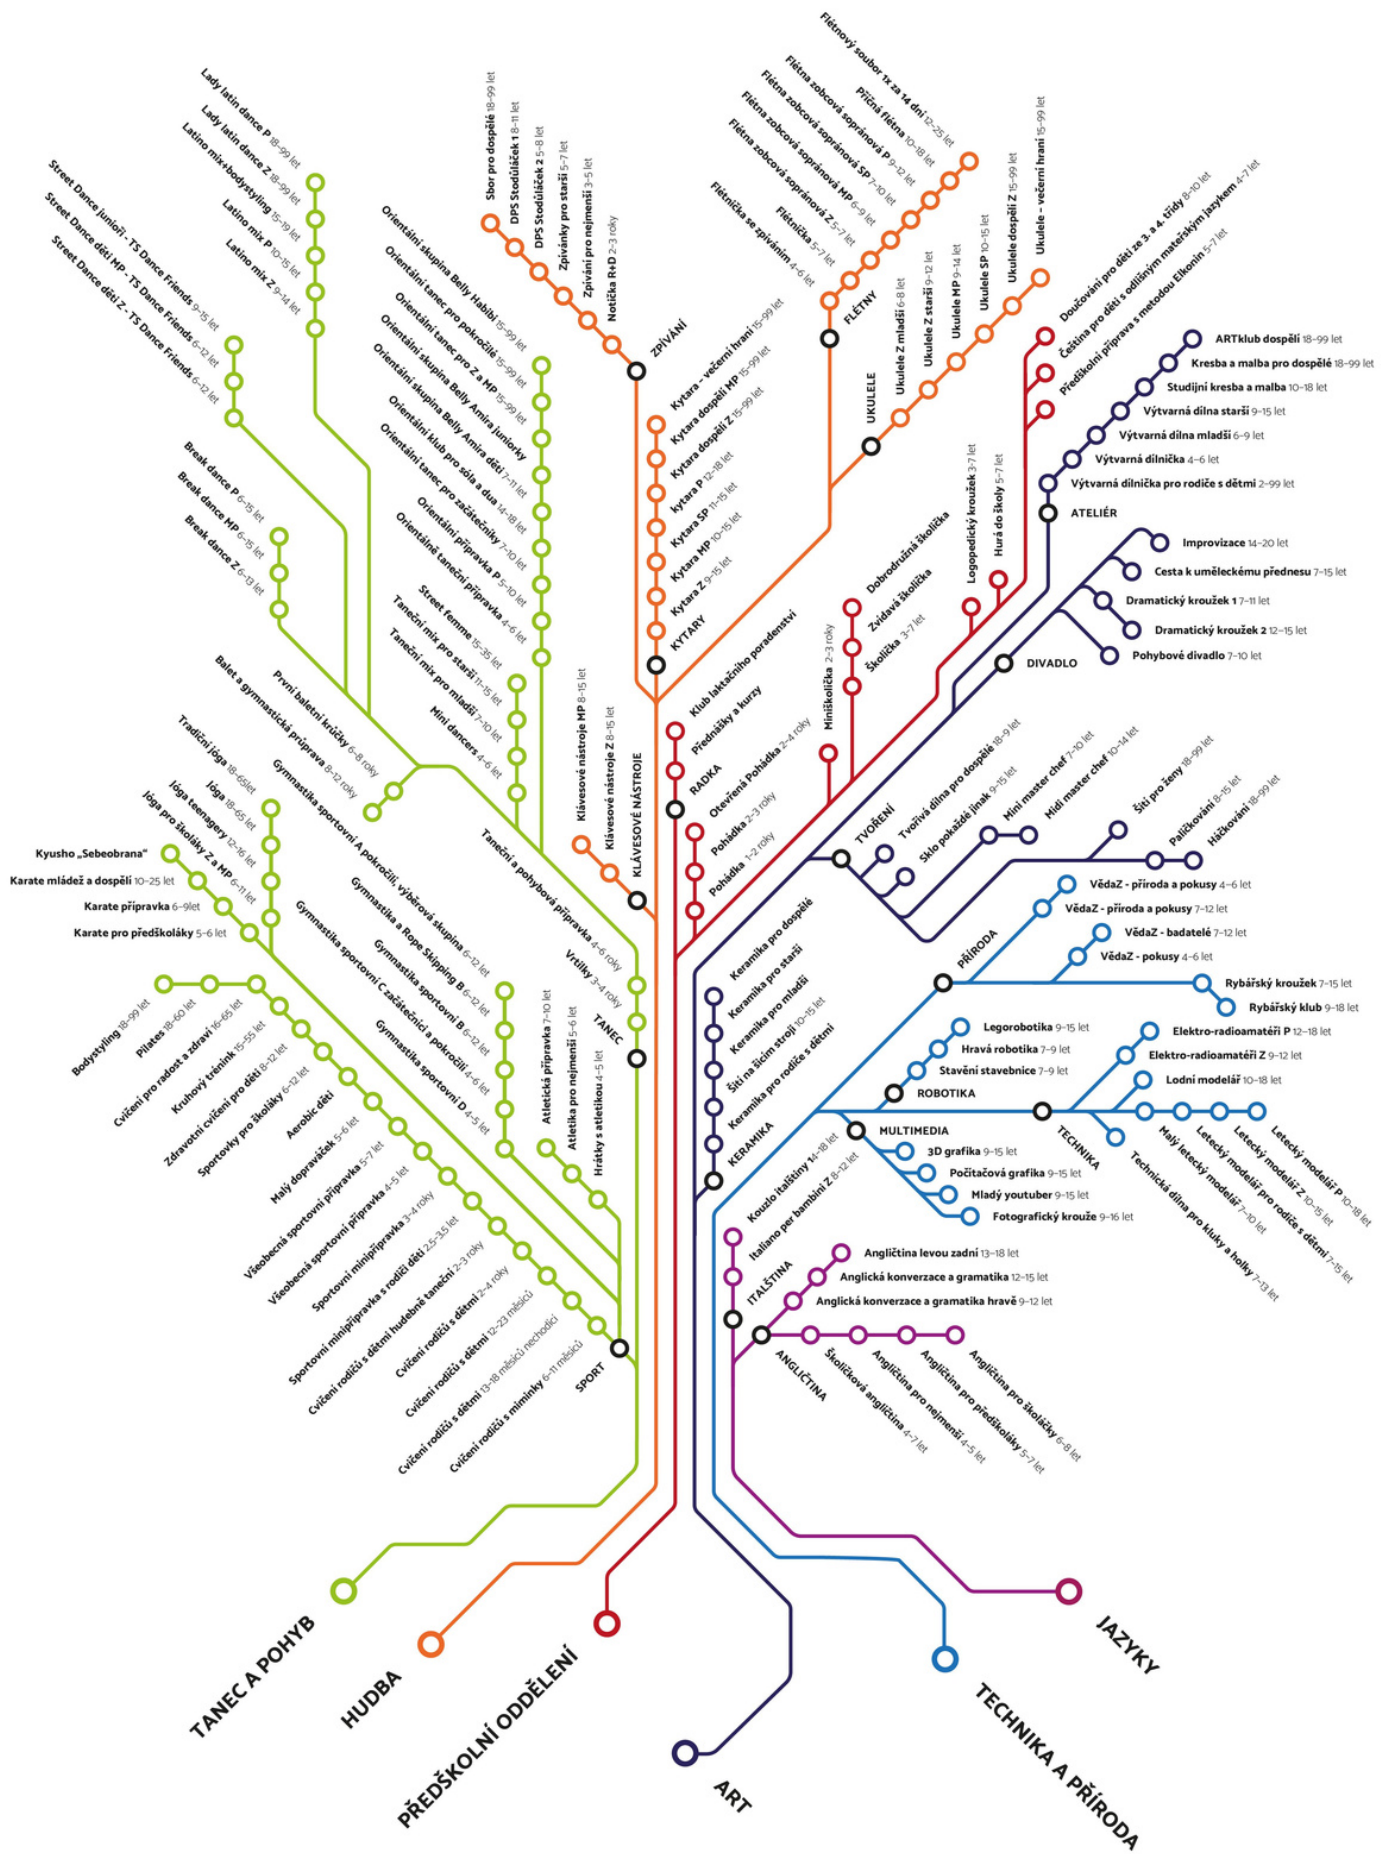 Lady latin dance P 18–99 let
Lady latin dance Z 18–99 let
Latino mix+bodystyling 15–19 let
Latino mix P 10–15 let
Latino mix Z 9–14 let
Street Dance junioři - TS Dance Friends 9–15 let
Street Dance děti MP - TS Dance Friends 6–12 let
Street Dance děti Z - TS Dance Friends 6–12 let
Break dance P 6–15 let
Break dance MP 6–15 let
Break dance Z 6–13 let
Orientální skupina Belly Habibi 15–99 let
Orientální tanec pro pokročilé 15–99 let
Orientální tanec pro Z a MP 15–99 let
Orientální skupina Belly Amira juniorky
Orientální skupina Belly Amira děti 7–11 let
Orientální klub pro sóla a dua 14–18 let
Orientální tanec pro začátečníky 7–10 let
Orientální přípravka P 5–10 let
Orientálně taneční přípravka 4–6 let
Street femme 15–35 let
Taneční mix pro starší 11–15 let
Taneční mix pro mladší 7–10 let
Mini dancers 4–6 let
První baletní krůčky 6–8 roky
Balet a gymnastická průprava 8–12 roky
Taneční a pohybová přípravka 4–6 roky
Vrtilky 3–4 roky
TANEC
Tradiční jóga 18–65let
Jóga 18–65 let
Jóga teenagery 12–16 let
Jóga pro školáky Z a MP 6–11 let
Kyusho „Sebeobrana“
Karate mládež a dospělí 10–25 let
Karate přípravka 6–9let
Karate pro předškoláky 5–6 let
Gymnastika sportovní A pokročilí, výběrová skupina 6–12 let
Gymnastika a Rope Skipping B 6–12 let
Gymnastika sportovní B 6–12 let
Gymnastika sportovní C začátečníci a pokročilí 4–6 let
Gymnastika sportovní D 4–5 let
Atletická přípravka 7–10 let
Atletika pro nejmenší 5–6 let
Hrátky s atletikou 4–5 let
Bodystyling 18–99 let
Pilates 18–60 let
Cvičení pro radost a zdraví 16–65 let
Kruhový trénink 15–55 let
Zdravotní cvičení pro děti 8–12 let
Sportovky pro školáky 6–12 let
Aerobic děti
Malý dopraváček 5–6 let
Všeobecná sportovní přípravka 5–7 let
Všeobecná sportovní přípravka 4–5 let
Sportovní minipřípravka 3–4 roky
Sportovní minipřípravka s rodiči dětí 2,5–3,5 let
Cvičení rodičů s dětmi hudebně taneční 2–3 roky
Cvičení rodičů s dětmi 2–4 roky
Cvičení rodičů s dětmi 12–23 měsíců
Cvičení rodičů s dětmi 13–18 měsíců nechodící
Cvičení rodičů s miminky 6–11 měsíců
SPORT
Sbor pro dospělé 18–99 let
DPS Stodůláček 1 8–11 let
DPS Stodůláček 2 5–8 let
Zpívánky pro starší 5–7 let
Zpívání pro nejmenší 3–5 let
Notička R+D 2–3 roky
ZPÍVÁNÍ
Kytara – večerní hraní 15–99 let
Kytara dospělí MP 15–99 let
Kytara dospělí Z 15–99 let
kytara P 12–18 let
Kytara SP 11–15 let
Kytara MP 10–15 let
Kytara Z 9–15 let
KYTARY
Flétnový soubor 1x za 14 dní 12–25 let
Příčná flétna 10–18 let
Flétna zobcová sopránová P 9–12 let
Flétna zobcová sopránová SP 7–10 let
Flétna zobcová sopránová MP 6–9 let
Flétna zobcová sopránová Z 5–7 let
Flétnička 5–7 let
Flétnička se zpíváním 4–6 let
FLÉTNY
Ukulele – večerní hraní 15–99 let
Ukulele dospělí Z 15–99 let
Ukulele SP 10–15 let
Ukulele MP 9–14 let
Ukulele Z starší 9–12 let
Ukulele Z mladší 6–8 let
UKULELE
Klávesové nástroje MP 8–15 let
Klávesové nástroje Z 8–15 let
KLÁVESOVÉ NÁSTROJE
Klub laktačního poradenství
Přednášky a kurzy
RADKA
Otevřená Pohádka 2–4 roky
Pohádka 2–3 roky
Pohádka 1–2 roky
Miniškolička 2–3 roky
Dobrodružná školička
Zvídavá školička
Školička 3–7 let
Logopedický kroužek 3–7 let
Hurá do školy 5–7 let
Doučování pro děti ze 3. a 4. třídy 8–10 let
Čeština pro děti s odlišným mateřským jazykem 4–7 let
Předškolní příprava s metodou Elkonin 5–7 let
ARTklub dospělí 18–99 let
Kresba a malba pro dospělé 18–99 let
Studijní kresba a malba 10–18 let
Výtvarná dílna starší 9–15 let
Výtvarná dílna mladší 6–9 let
Výtvarná dílnička 4–6 let
Výtvarná dílnička pro rodiče s dětmi 2–99 let
ATELIÉR
Improvizace 14–20 let
Cesta k uměleckému přednesu 7–15 let
Dramatický kroužek 1 7–11 let
Dramatický kroužek 2 12–15 let
Pohybové divadlo 7–10 let
DIVADLO
TVOŘENÍ
Tvořivá dílna pro dospělé 18–9 let
Sklo pokaždé jinak 9–15 let
Mini master chef 7–10 let
Midi master chef 10–14 let
Šití pro ženy 18–99 let
Paličkování 8–15 let
Háčkování 18–99 let
Keramika pro dospělé
Keramika pro starší
Keramika pro mladší
Šití na šicím stroji 10–15 let
Keramika pro rodiče s dětmi
KERAMIKA
VědaZ - příroda a pokusy 4–6 let
VědaZ - příroda a pokusy 7–12 let
VědaZ - badatelé 7–12 let
VědaZ - pokusy 4–6 let
PŘÍRODA
Rybářský kroužek 7–15 let
Rybářský klub 9–18 let
Legorobotika 9–15 let
Hravá robotika 7–9 let
Stavění stavebnice 7–9 let
ROBOTIKA
Elektro-radioamatéři P 12–18 let
Elektro-radioamatéři Z 9–12 let
Lodní modelář 10–18 let
TECHNIKA
Letecký modelář P 10–18 let
Letecký modelář Z 10–15 let
Letecký modelář pro rodiče s dětmi 7–15 let
Malý letecký modelář 7–10 let
Technická dílna pro kluky a holky 7–13 let
MULTIMEDIA
3D grafika 9–15 let
Počítačová grafika 9–15 let
Mladý youtuber 9–15 let
Fotografický krouže 9–16 let
Kouzlo italštiny 14–18 let
Italiano per bambini Z 8–12 let
ITALŠTINA
Angličtina levou zadní 13–18 let
Anglická konverzace a gramatika 12–15 let
Anglická konverzace a gramatika hravě 9–12 let
ANGLIČTINA
Školičková angličtina 4–7 let
Angličtina pro nejmenší 4–5 let
Angličtina pro předškoláky 5–7 let
Angličtina pro školáčky 6–8 let
TANEC A POHYB
HUDBA
PŘEDŠKOLNÍ ODDĚLENÍ
ART
TECHNIKA A PŘÍRODA
JAZYKY